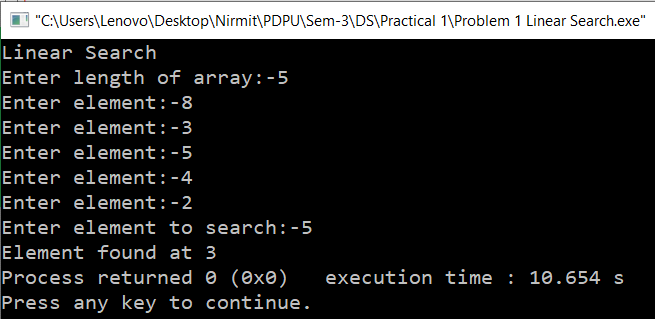 "C:\Users\Lenovo\Desktop\Nirmit\PDPU\Sem-3\DS\Practical 1\Problem 1 Linear Search.exe"
Linear Search
Enter length of array:-5
Enter element:-8
Enter element:-3
Enter element:-5
Enter element:-4
Enter element:-2
Enter element to search:-5
Element found at 3
Process returned 0 (0x0)   execution time : 10.654 s
Press any key to continue.